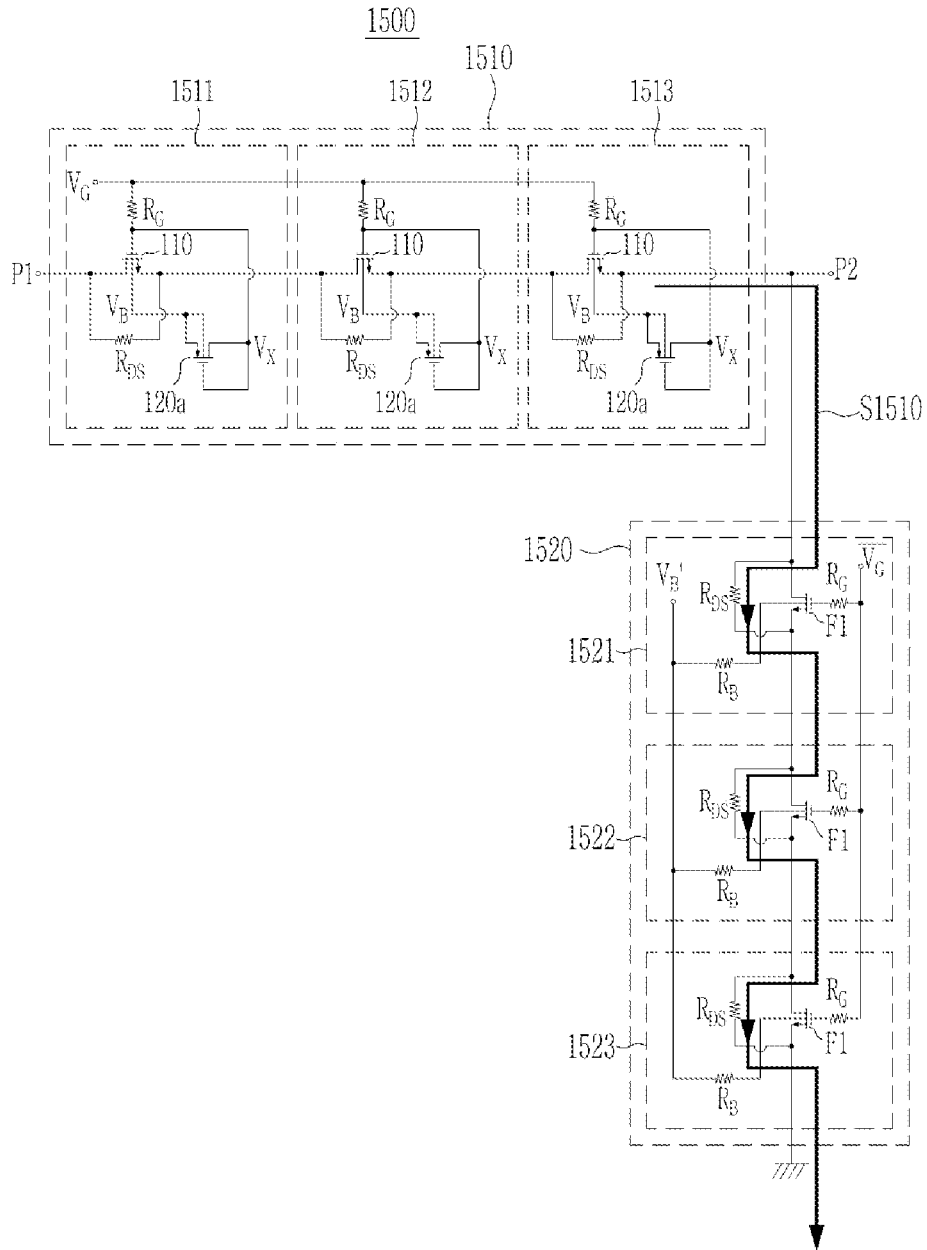 1500
1510
1511 1512 1513
V_G
R_G R_G R_G
110 110 110
P1 P2
V_B V_B V_B
R_DS R_DS R_DS
V_X V_X V_X
120a 120a 120a
S1510
1520
V_B' R_DS R_G \overline{V_G}
F1
1521
R_B
R_DS R_G
F1
1522
R_B
R_DS R_G
F1
1523
R_B